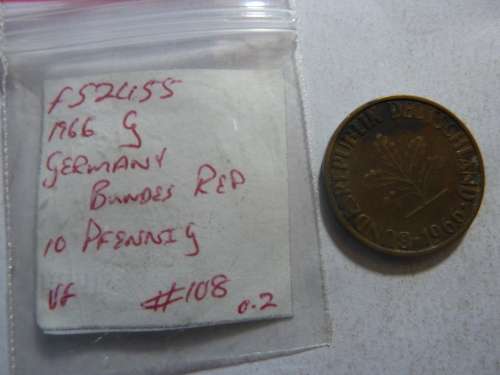 F52455
1966 G
GERMANY
BUNDES REP
10 PFENNIG
VF #108 0.2
BUNDESREPUBLIK DEUTSCHLAND · 1966 ·